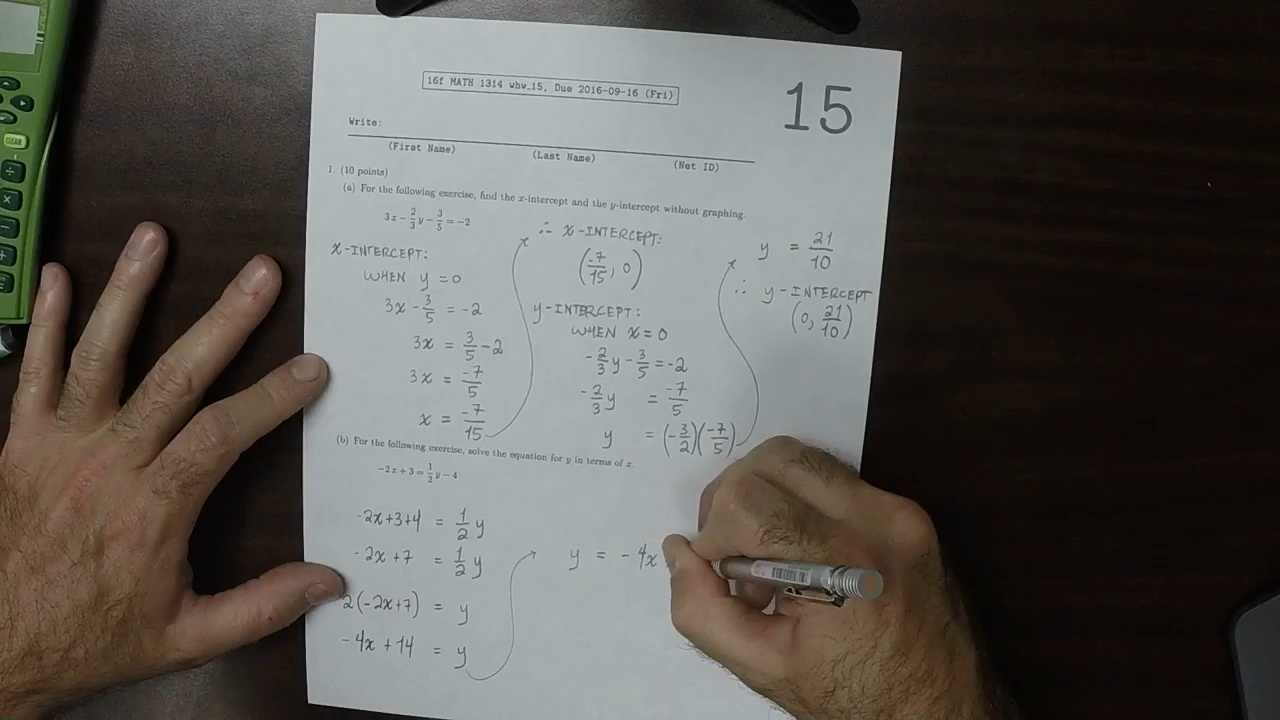 16f MATH 1314 wbw_15, Due 2016-09-16 (Fri)
15
Write:
(First Name) (Last Name) (Net ID)
1. (10 points)
(a) For the following exercise, find the x-intercept and the y-intercept without graphing.
3x - 2/3 y - 3/5 = -2
X-INTERCEPT:
WHEN y = 0
3x - 3/5 = -2
3x = 3/5 - 2
3x = -7/5
x = -7/15
∴ X-INTERCEPT:
(-7/15, 0)
y-INTERCEPT:
WHEN X = 0
-2/3 y - 3/5 = -2
-2/3 y = -7/5
y = (-3/2)(-7/5)
y = 21/10
∴ y-INTERCEPT
(0, 21/10)
(b) For the following exercise, solve the equation for y in terms of x.
-2x + 3 = 1/2 y - 4
-2x+3+4 = 1/2 y
-2x+7 = 1/2 y
2(-2x+7) = y
-4x + 14 = y
y = -4x
CLEAR